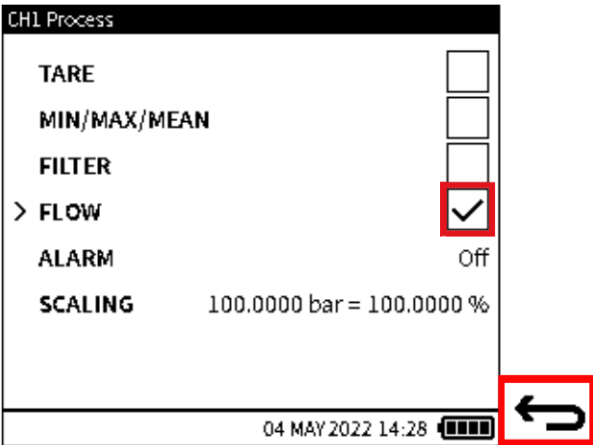 CH1 Process
TARE
MIN/MAX/MEAN
FILTER
> FLOW
ALARM Off
SCALING 100.0000 bar = 100.0000 %
04 MAY 2022 14:28